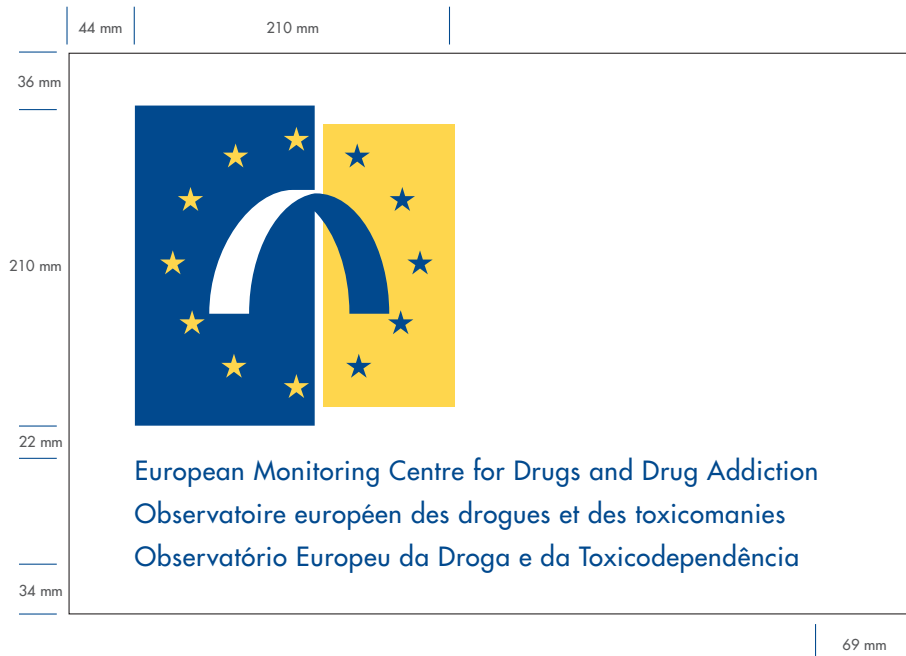 44 mm
210 mm
36 mm
210 mm
22 mm
European Monitoring Centre for Drugs and Drug Addiction
Observatoire européen des drogues et des toxicomanies
Observatório Europeu da Droga e da Toxicodependência
34 mm
69 mm